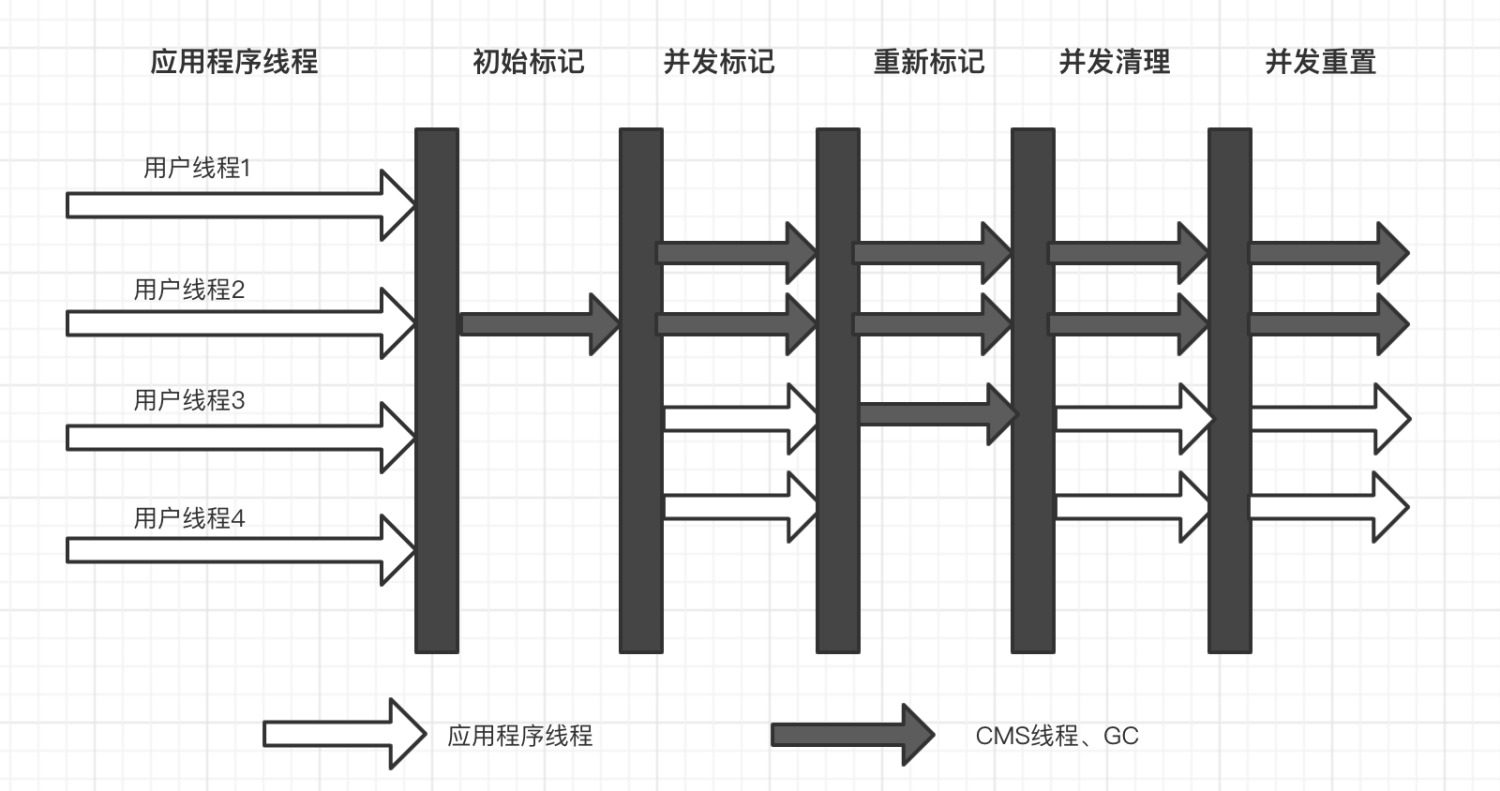 应用程序线程
初始标记
并发标记
重新标记
并发清理
并发重置
用户线程1
用户线程2
用户线程3
用户线程4
应用程序线程
CMS线程、GC